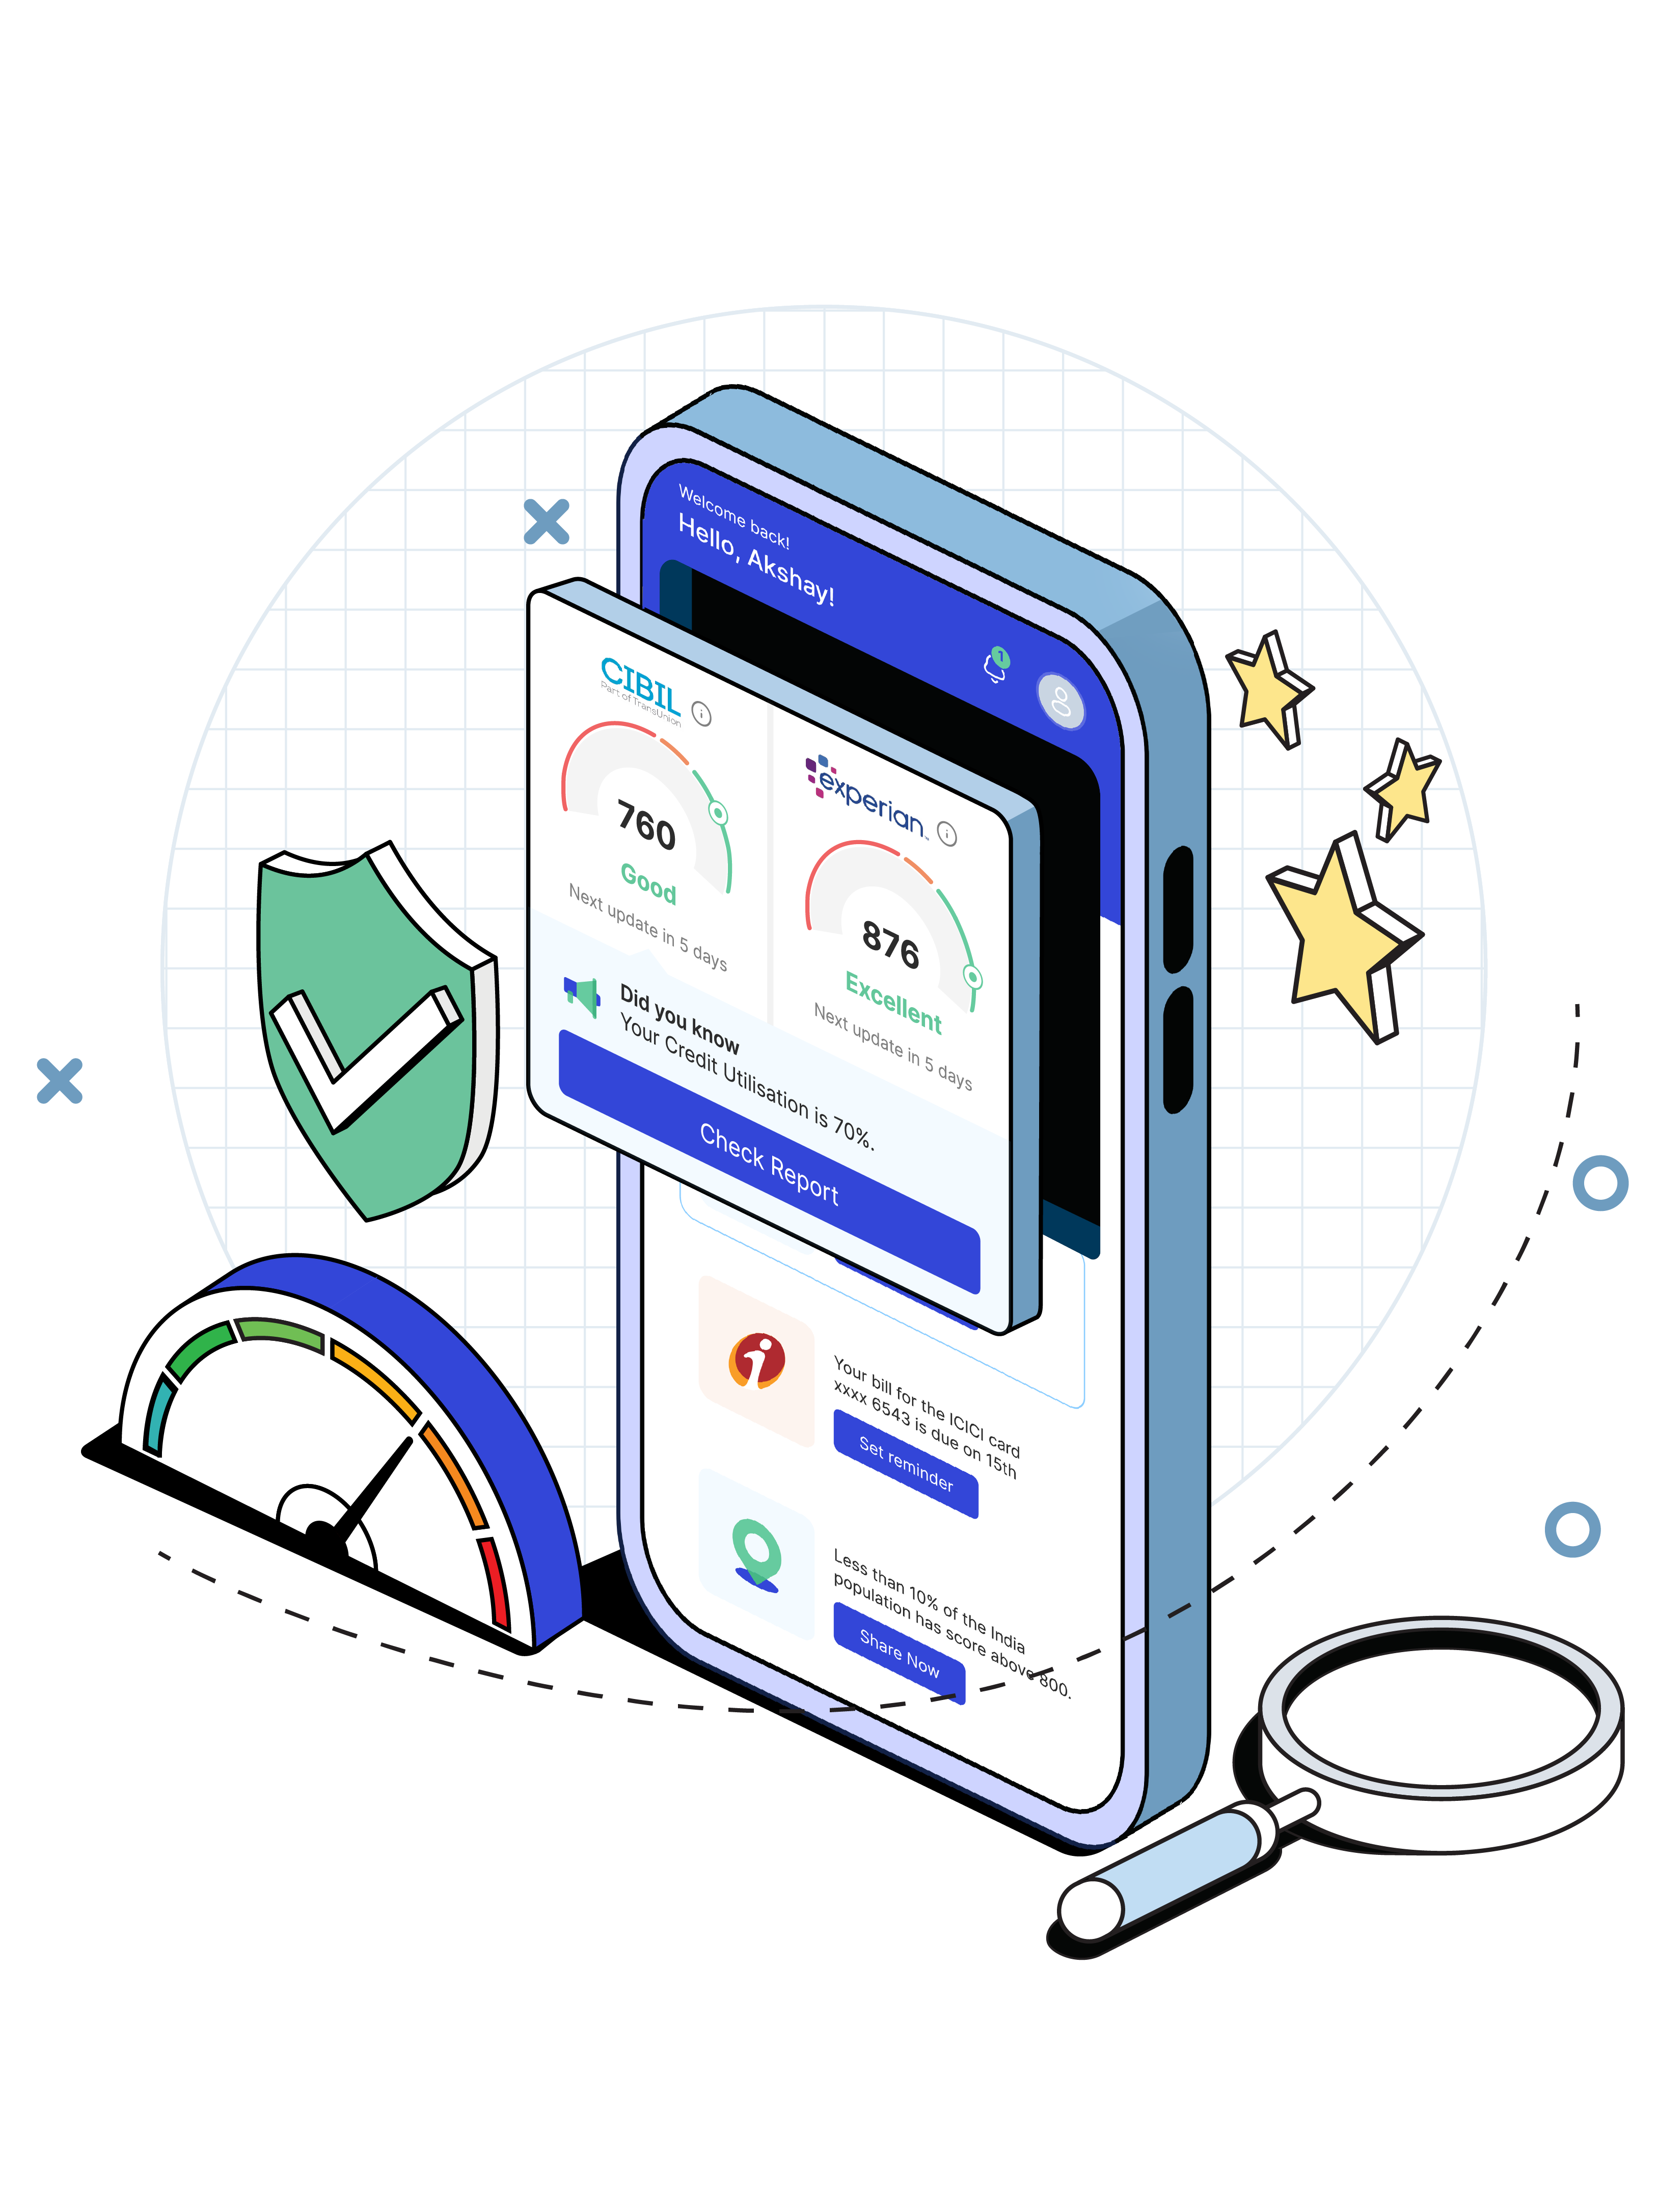 Welcome back!
Hello, Akshay!
1
CIBIL
Part of TransUnion
i
760
Good
Next update in 5 days
experian™
i
876
Excellent
Next update in 5 days
Did you know
Your Credit Utilisation is 70%.
Check Report
i
Your bill for the ICICI card
xxxx 6543 is due on 15th
Set reminder
Less than 10% of the India
population has score above 800.
Share Now